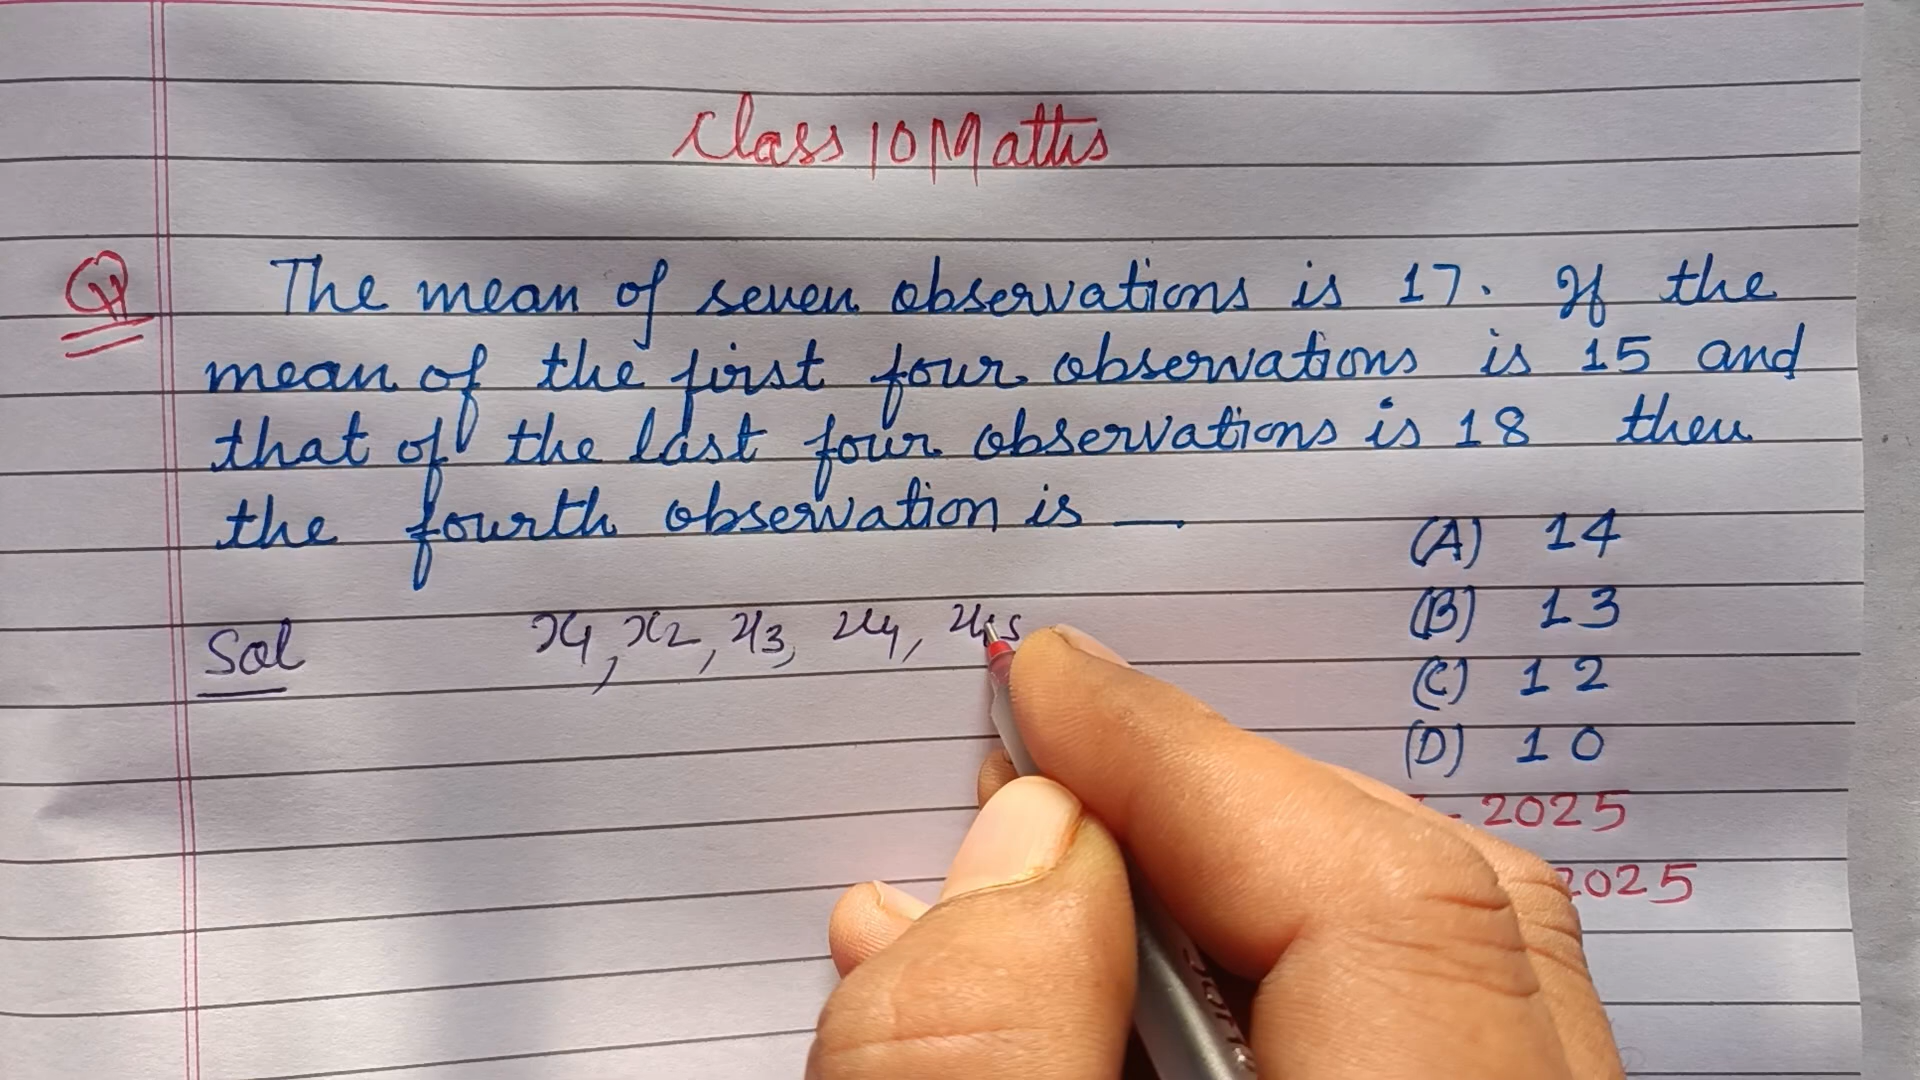 Class 10 Maths
Q The mean of seven observations is 17. If the
mean of the first four observations is 15 and
that of the last four observations is 18 then
the fourth observation is —.
(A) 14
(B) 13
(C) 12
(D) 10
- 2025
2025
Sol x1, x2, x3, x4, x5